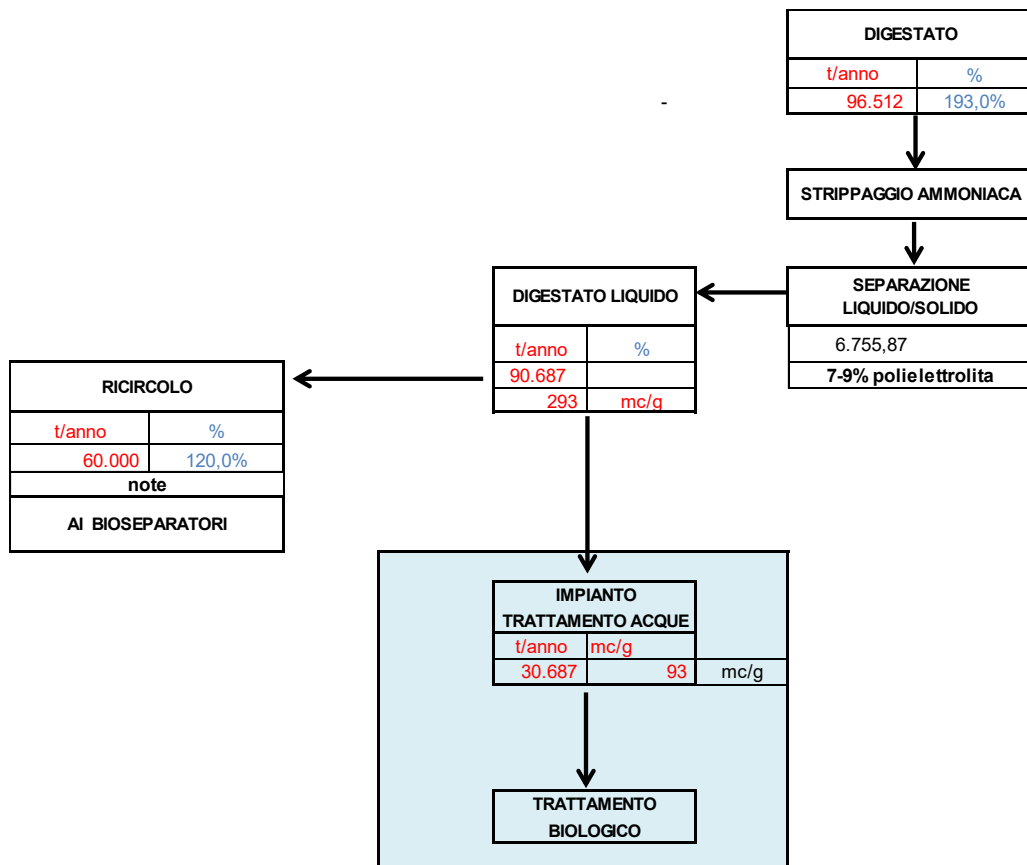 DIGESTATO
t/anno %
96.512 193,0%
-
STRIPPAGGIO AMMONIACA
SEPARAZIONE
LIQUIDO/SOLIDO
6.755,87
7-9% polielettrolita
DIGESTATO LIQUIDO
t/anno %
90.687
293 mc/g
RICIRCOLO
t/anno %
60.000 120,0%
note
AI BIOSEPARATORI
IMPIANTO
TRATTAMENTO ACQUE
t/anno mc/g
30.687 93 mc/g
TRATTAMENTO
BIOLOGICO